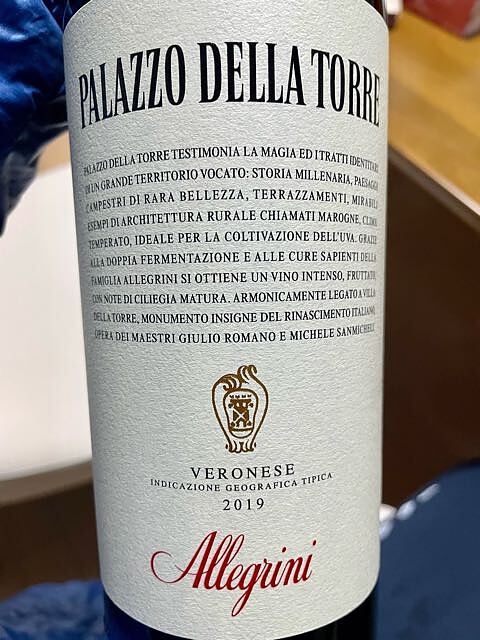 PALAZZO DELLA TORRE
PALAZZO DELLA TORRE TESTIMONIA LA MAGIA ED I TRATTI IDENTITARI
DI UN GRANDE TERRITORIO VOCATO: STORIA MILLENARIA, PAESAGGI
CAMPESTRI DI RARA BELLEZZA, TERRAZZAMENTI, MIRABILI
ESEMPI DI ARCHITETTURA RURALE CHIAMATI MAROGNE, CLIMA
TEMPERATO, IDEALE PER LA COLTIVAZIONE DELL'UVA. GRAZIE
ALLA DOPPIA FERMENTAZIONE E ALLE CURE SAPIENTI DELLA
FAMIGLIA ALLEGRINI SI OTTIENE UN VINO INTENSO, FRUTTATO,
CON NOTE DI CILIEGIA MATURA. ARMONICAMENTE LEGATO A VILLA
DELLA TORRE, MONUMENTO INSIGNE DEL RINASCIMENTO ITALIANO,
OPERA DEI MAESTRI GIULIO ROMANO E MICHELE SANMICHELI.
VERONESE
INDICAZIONE GEOGRAFICA TIPICA
2019
Allegrini